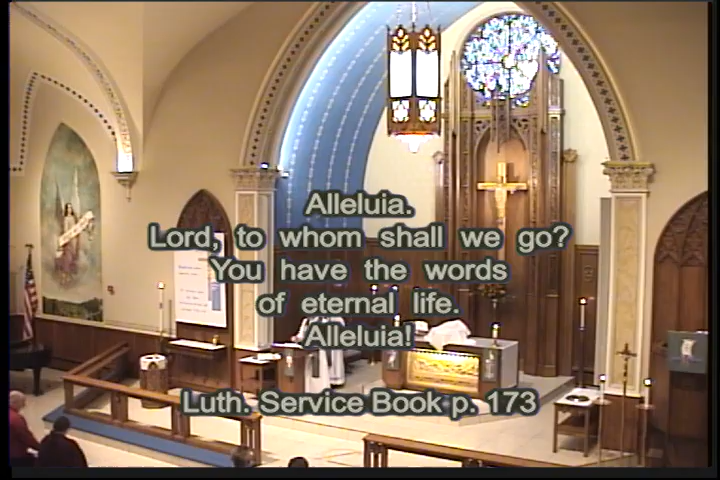 Alleluia.
Lord, to whom shall we go?
You have the words
of eternal life.
Alleluia!
Luth. Service Book p. 173